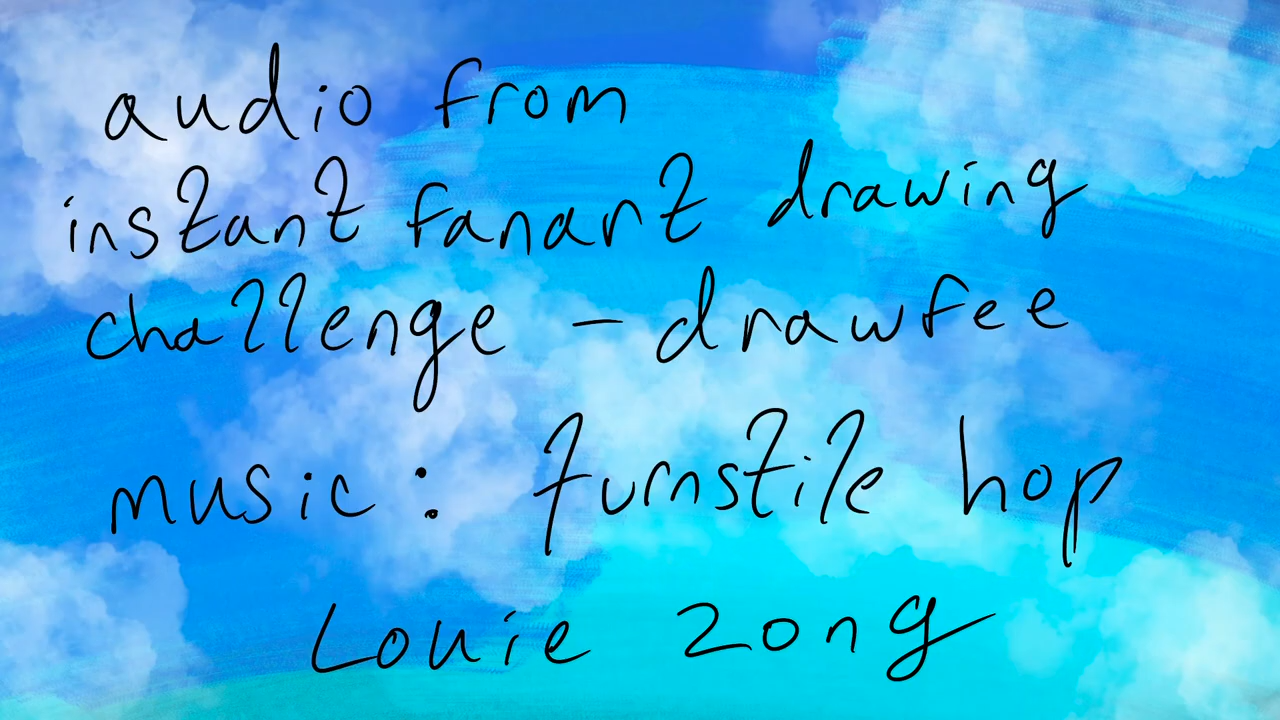 audio from
instant fanart drawing
challenge - drawfee
music: turnstile hop
Louie Zong